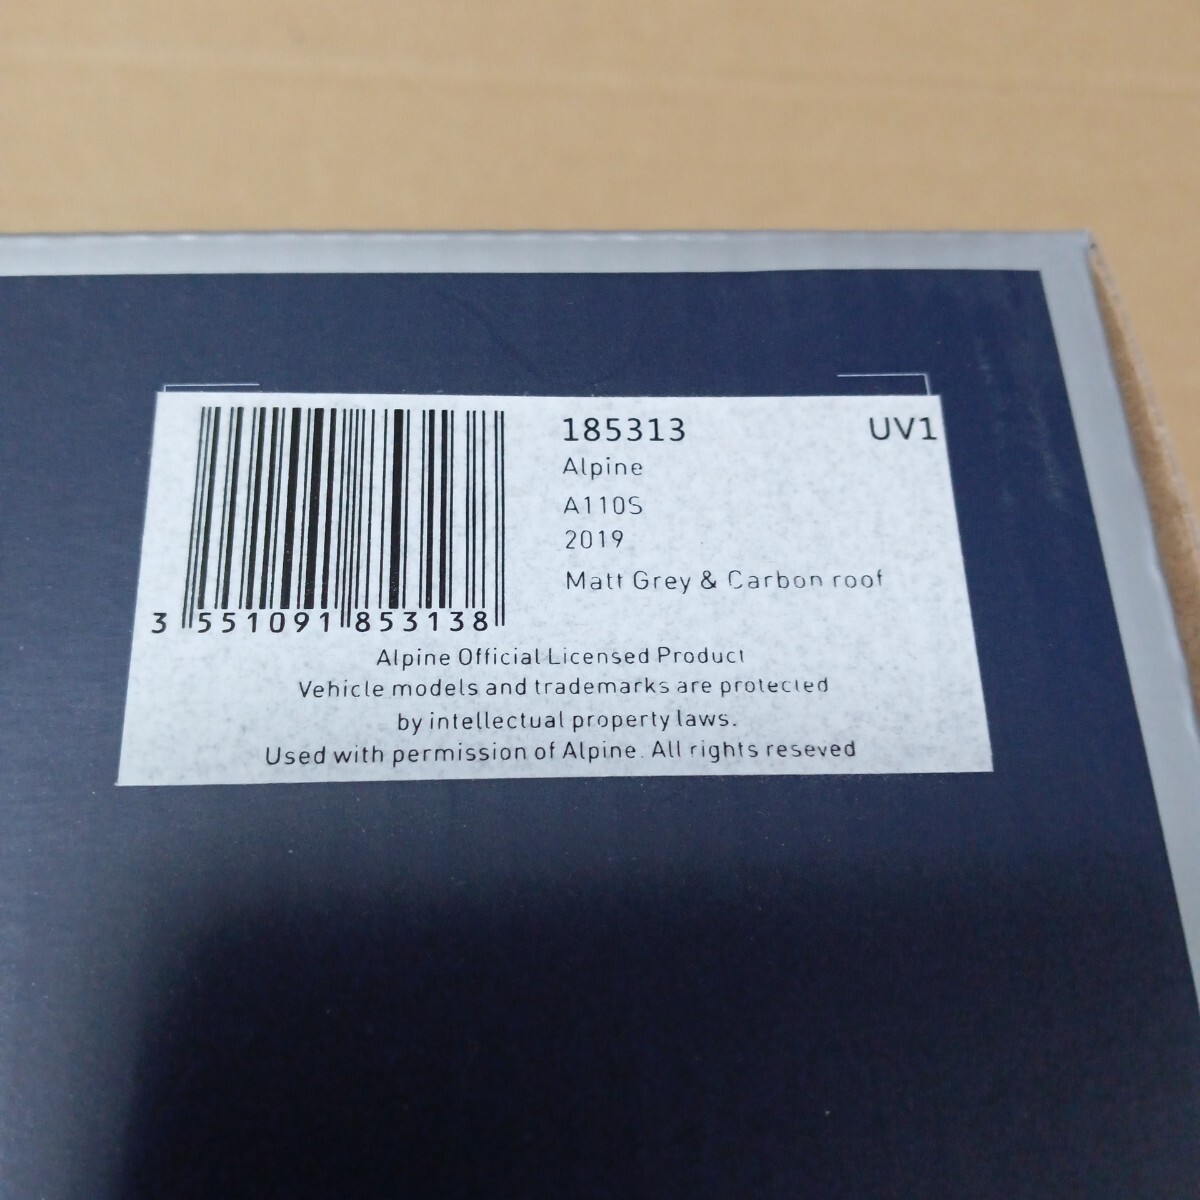 185313 UV1
Alpine
A110S
2019
Matt Grey & Carbon roof
3 551091 853138
Alpine Official Licensed Product
Vehicle models and trademarks are protected
by intellectual property laws.
Used with permission of Alpine. All rights reseved